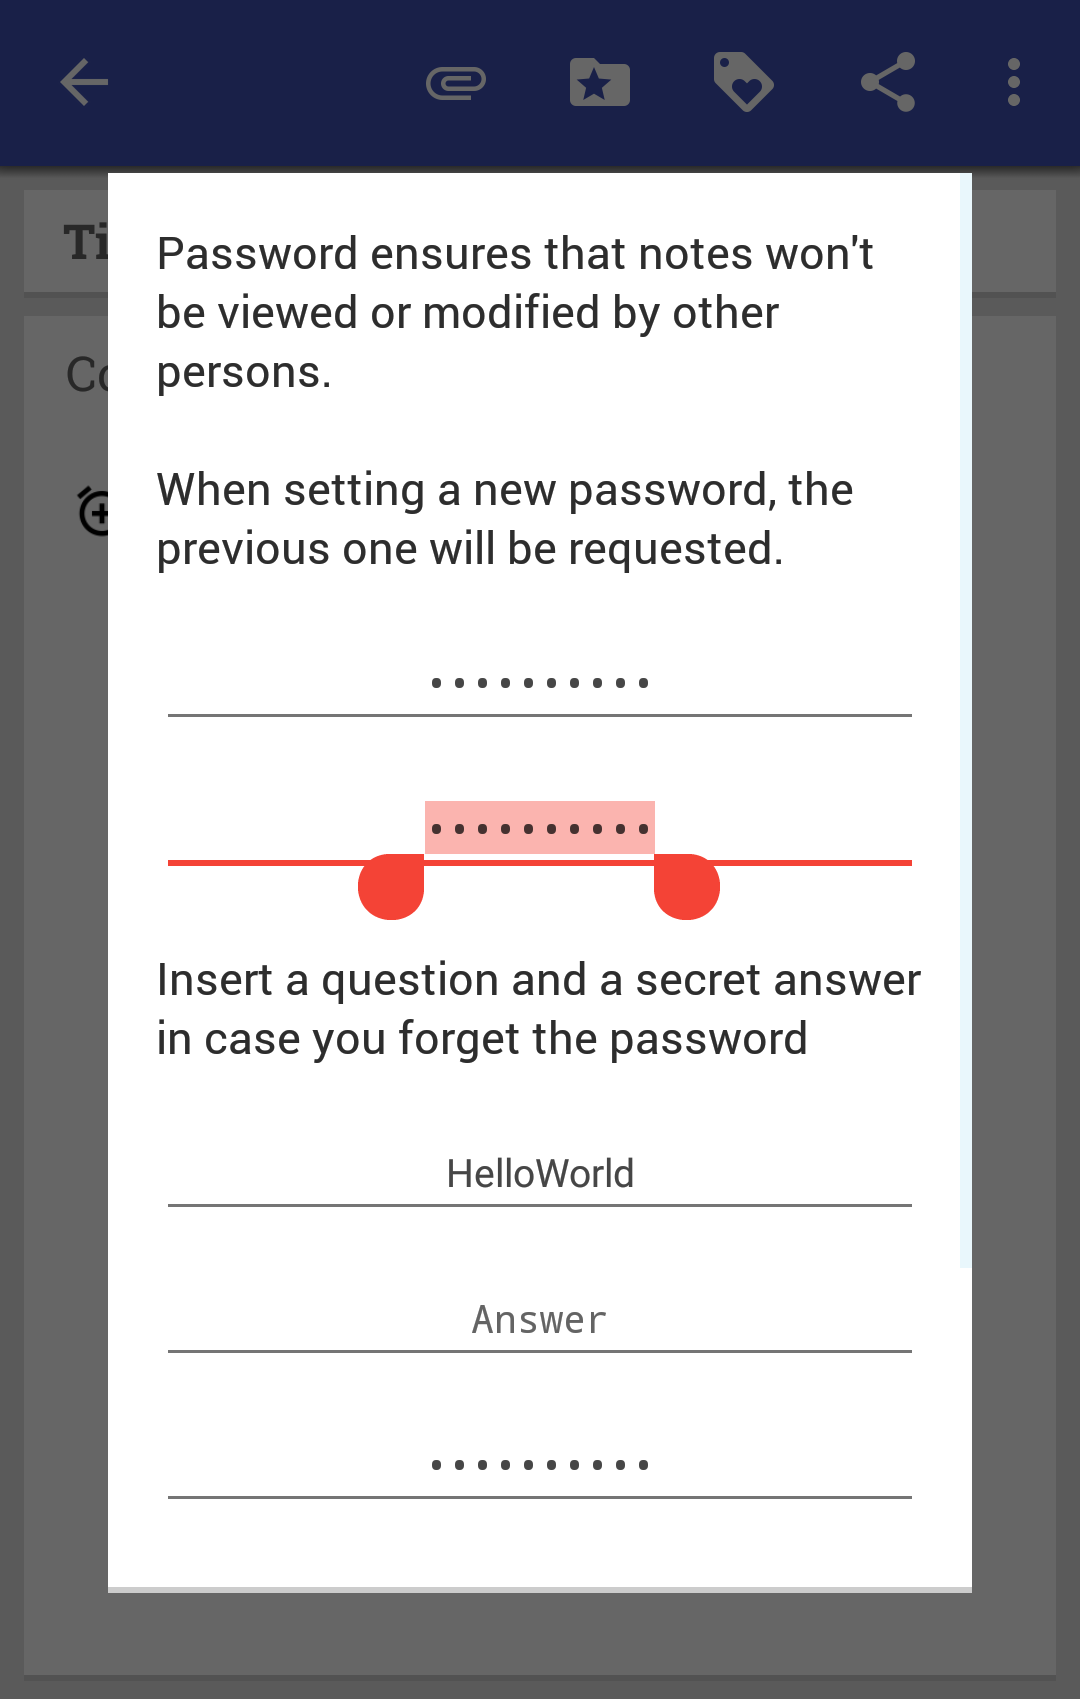 Ti
Password ensures that notes won't
be viewed or modified by other
persons.
Co
When setting a new password, the
previous one will be requested.
••••••••••
••••••••••
Insert a question and a secret answer
in case you forget the password
HelloWorld
Answer
••••••••••